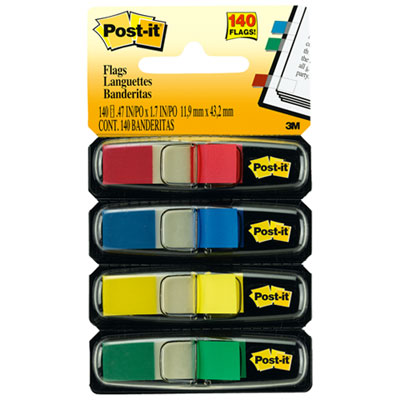 Post-it
140
FLAGS!
Flags
Languettes
Banderitas
140 .47 IN/PO X 1.7 IN/PO 11,9 mm X 43,2 mm
CONT. 140 BANDERITAS
party.
3M
Post-it
Post-it
Post-it
Post-it